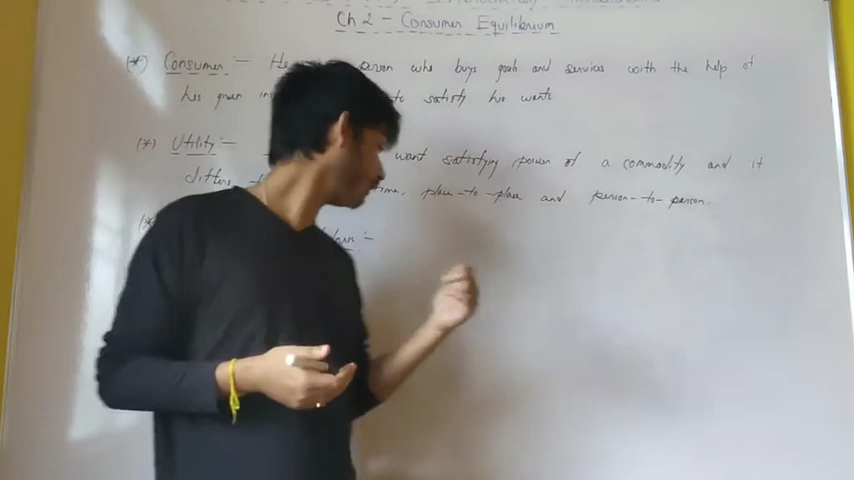 Ch 2 - Consumer Equilibrium
(*) Consumer :- He person who buys goods and services with the help of
his given to satisfy his wants
(*) Utility :- want satisfying power of a commodity and it
differs time, place-to-place and person-to-person.
(*